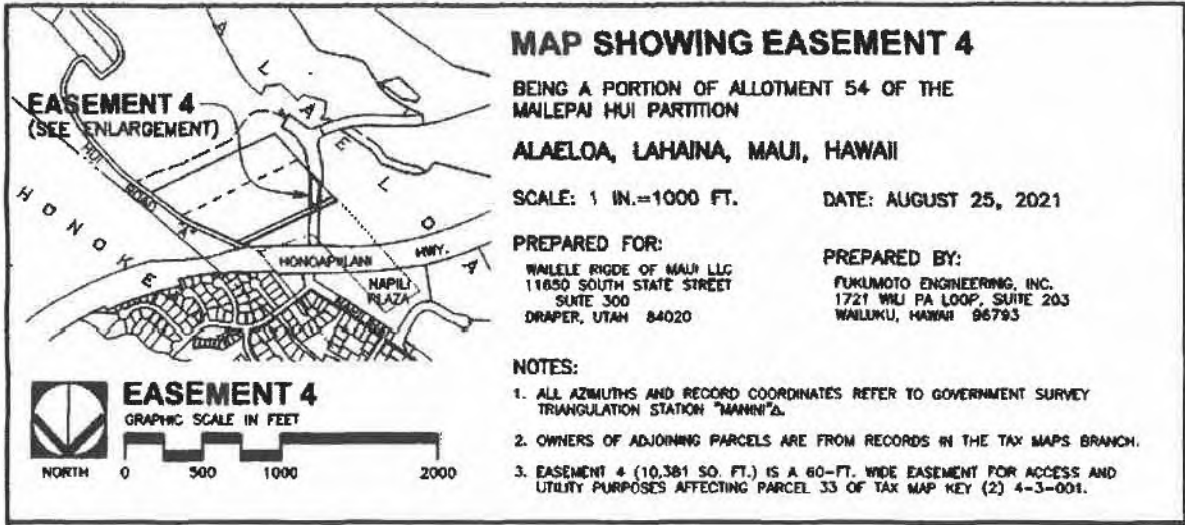 MAP SHOWING EASEMENT 4
BEING A PORTION OF ALLOTMENT 54 OF THE
MAILEPAI HUI PARTITION
ALAELOA, LAHAINA, MAUI, HAWAII
SCALE: 1 IN.=1000 FT.
DATE: AUGUST 25, 2021
PREPARED FOR:
WAILELE RIGDE OF MAUI LLC
11650 SOUTH STATE STREET
SUITE 300
DRAPER, UTAH 84020
PREPARED BY:
FUKUMOTO ENGINEERING, INC.
1721 WILI PA LOOP, SUITE 203
WAILUKU, HAWAII 96793
NOTES:
1. ALL AZIMUTHS AND RECORD COORDINATES REFER TO GOVERNMENT SURVEY
TRIANGULATION STATION "MANINI"Δ.
2. OWNERS OF ADJOINING PARCELS ARE FROM RECORDS IN THE TAX MAPS BRANCH.
3. EASEMENT 4 (10,381 SQ. FT.) IS A 60-FT. WIDE EASEMENT FOR ACCESS AND
UTILITY PURPOSES AFFECTING PARCEL 33 OF TAX MAP KEY (2) 4-3-001.
EASEMENT 4
(SEE ENLARGEMENT)
HUI
ROAD
"A"
A L A E L O A
H O N O K E
HONOAPIILANI
HWY.
NAPILI
PLAZA
EASEMENT 4
GRAPHIC SCALE IN FEET
NORTH
0 500 1000 2000